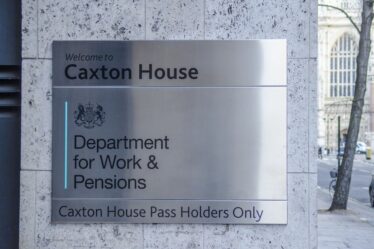 Welcome to
Caxton House
Department
for Work &
Pensions
Caxton House Pass Holders Only